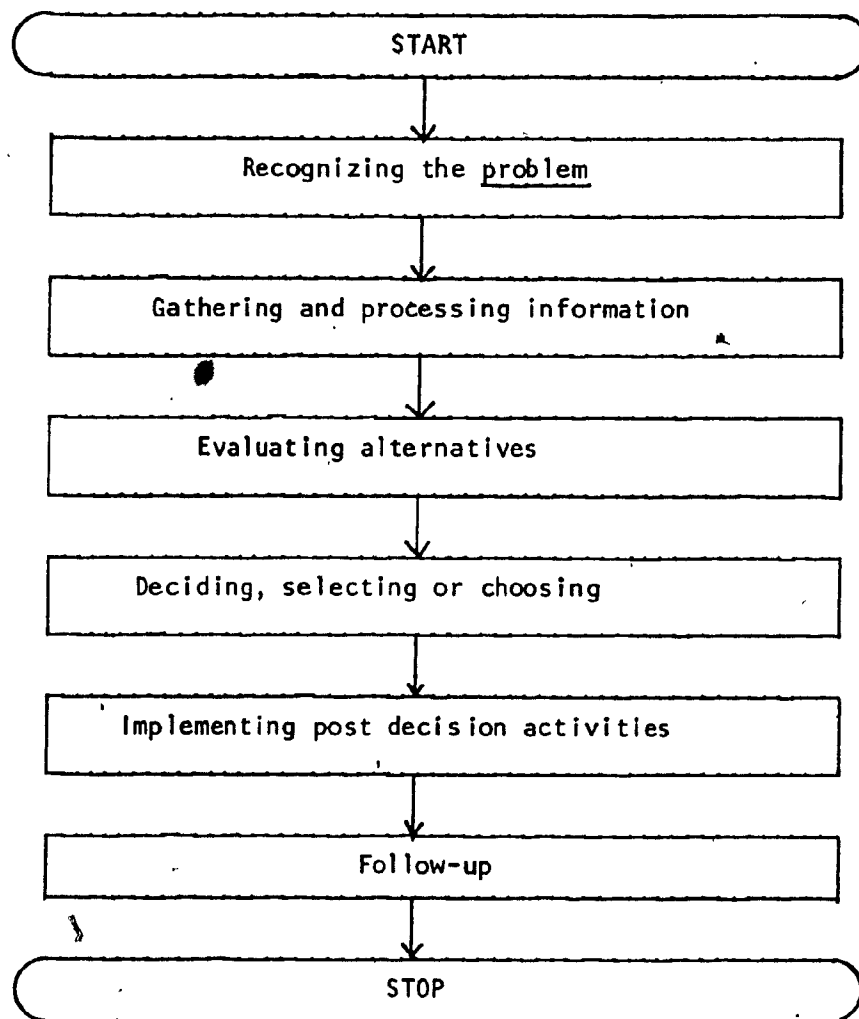 START
Recognizing the problem
Gathering and processing information
Evaluating alternatives
Deciding, selecting or choosing
Implementing post decision activities
Follow-up
STOP